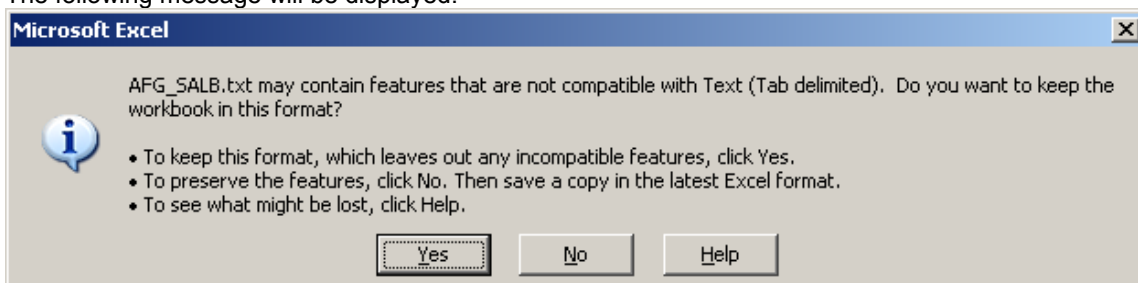 The following message will be displayed:
Microsoft Excel
AFG_SALB.txt may contain features that are not compatible with Text (Tab delimited). Do you want to keep the
workbook in this format?
• To keep this format, which leaves out any incompatible features, click Yes.
• To preserve the features, click No. Then save a copy in the latest Excel format.
• To see what might be lost, click Help.
Yes No Help